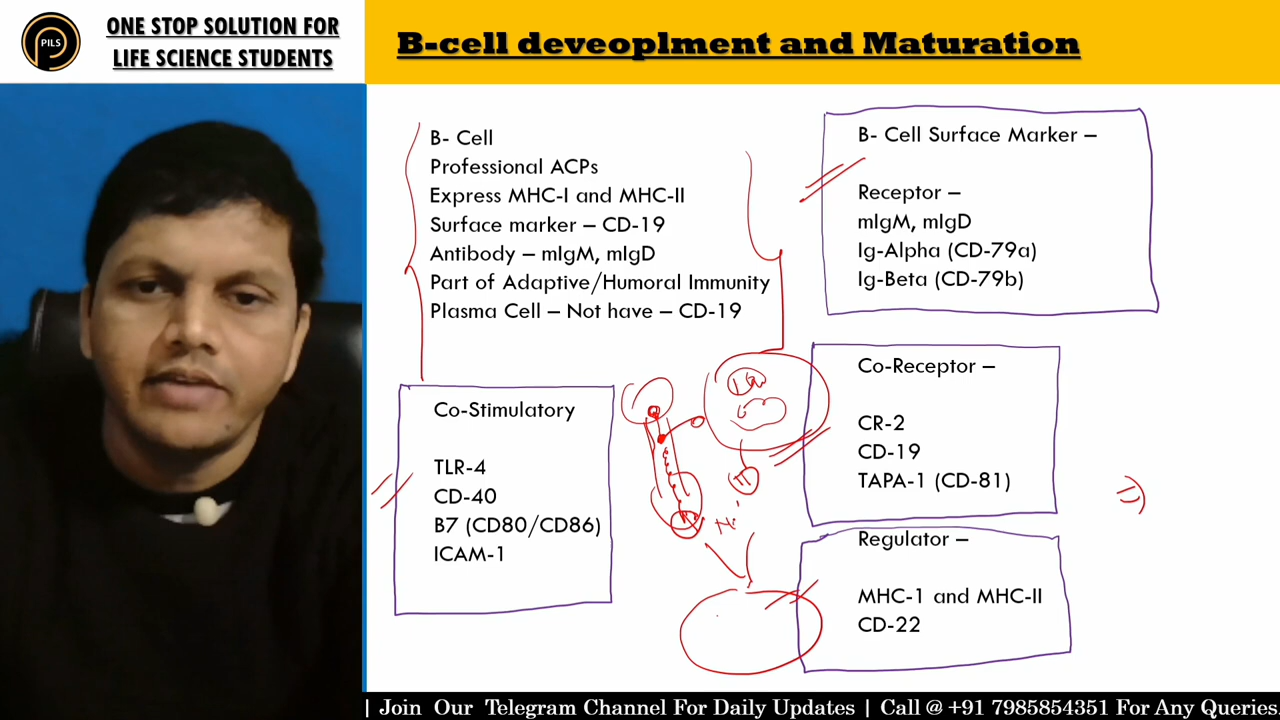 PILS
ONE STOP SOLUTION FOR
LIFE SCIENCE STUDENTS
B-cell deveoplment and Maturation
B- Cell
Professional ACPs
Express MHC-I and MHC-II
Surface marker – CD-19
Antibody – mIgM, mIgD
Part of Adaptive/Humoral Immunity
Plasma Cell – Not have – CD-19
B- Cell Surface Marker –
Receptor –
mIgM, mIgD
Ig-Alpha (CD-79a)
Ig-Beta (CD-79b)
Co-Stimulatory
TLR-4
CD-40
B7 (CD80/CD86)
ICAM-1
Co-Receptor –
CR-2
CD-19
TAPA-1 (CD-81)
Regulator –
MHC-1 and MHC-II
CD-22
| Join Our Telegram Channel For Daily Updates | Call @ +91 7985854351 For Any Queries